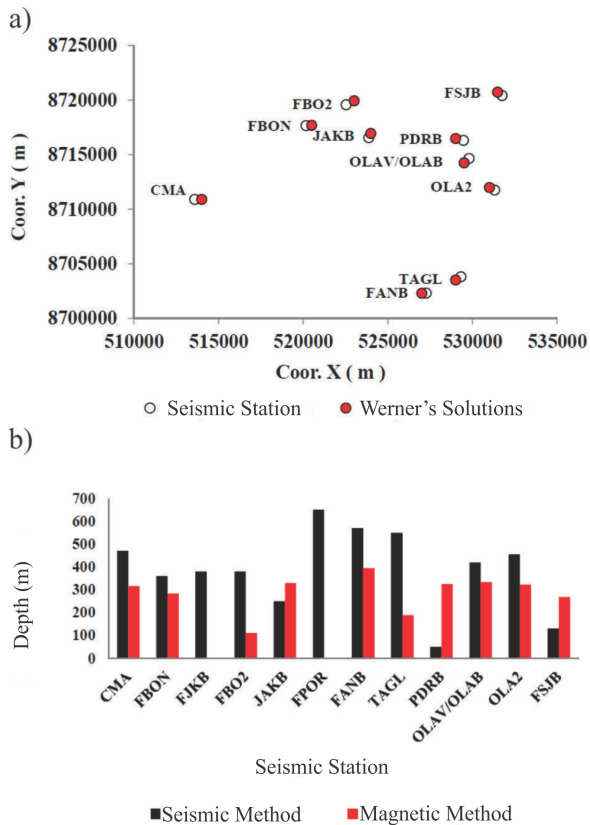 a)
8725000
8720000
8715000
8710000
8705000
8700000
Coor. Y ( m )
FSJB
FBO2
FBON
JAKB
PDRB
OLAV/OLAB
CMA
OLA2
TAGL
FANB
510000 515000 520000 525000 530000 535000
Coor. X ( m )
Seismic Station Werner's Solutions
b)
700
600
500
400
300
200
100
0
Depth (m)
CMA FBON FJKB FBO2 JAKB FPOR FANB TAGL PDRB OLAV/OLAB OLA2 FSJB
Seismic Station
Seismic Method Magnetic Method